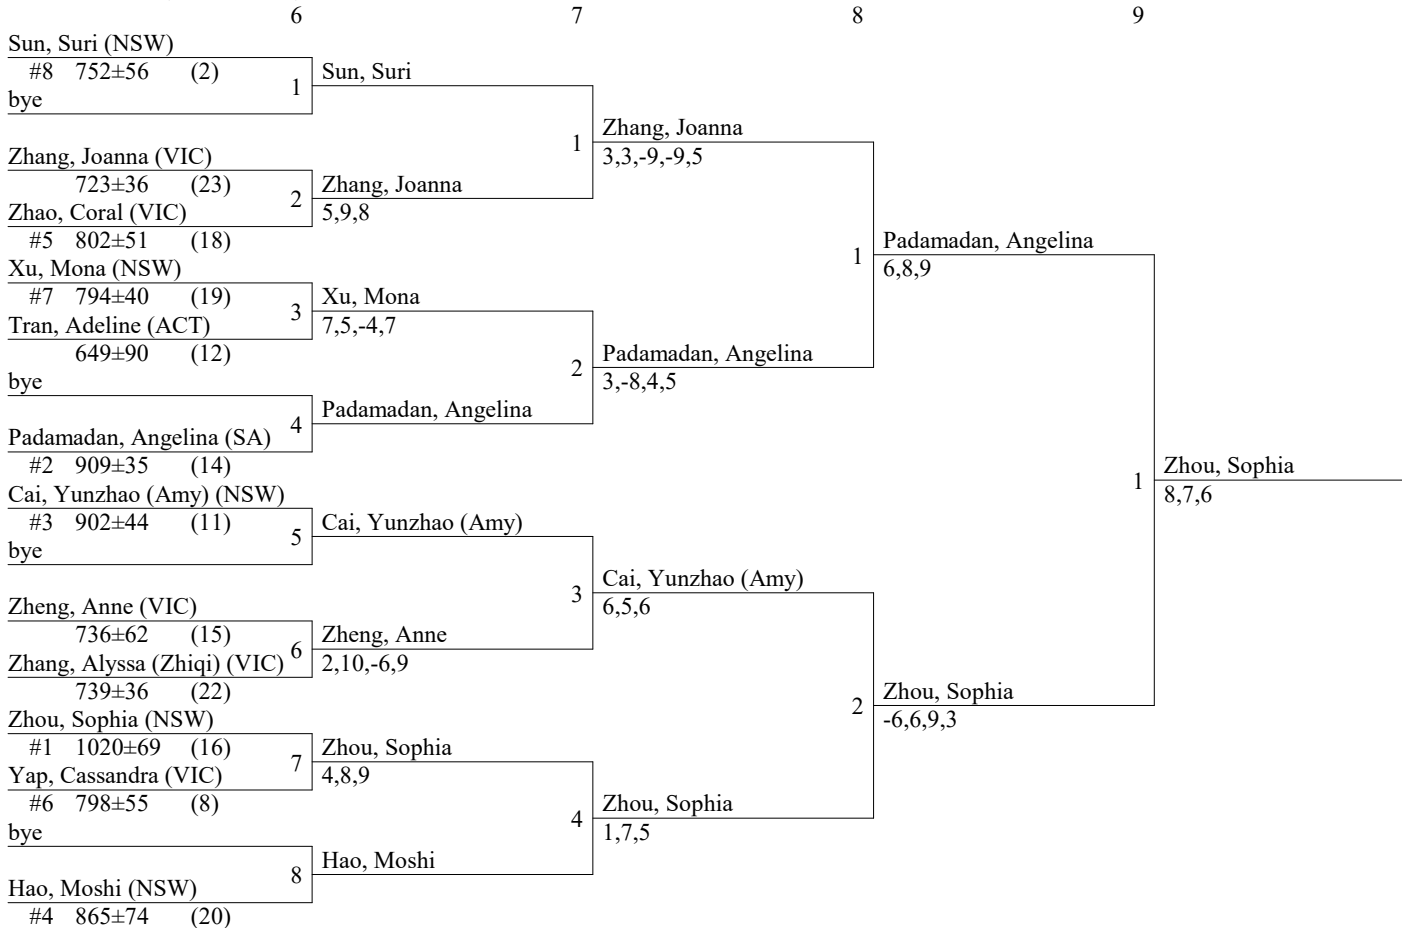 6 7 8 9
Sun, Suri (NSW)
#8 752±56 (2)
bye
1
Sun, Suri
Zhang, Joanna (VIC)
723±36 (23)
Zhao, Coral (VIC)
#5 802±51 (18)
2
Zhang, Joanna
5,9,8
Xu, Mona (NSW)
#7 794±40 (19)
Tran, Adeline (ACT)
649±90 (12)
3
Xu, Mona
7,5,-4,7
bye
Padamadan, Angelina (SA)
#2 909±35 (14)
4
Padamadan, Angelina
Cai, Yunzhao (Amy) (NSW)
#3 902±44 (11)
bye
5
Cai, Yunzhao (Amy)
Zheng, Anne (VIC)
736±62 (15)
Zhang, Alyssa (Zhiqi) (VIC)
739±36 (22)
6
Zheng, Anne
2,10,-6,9
Zhou, Sophia (NSW)
#1 1020±69 (16)
Yap, Cassandra (VIC)
#6 798±55 (8)
7
Zhou, Sophia
4,8,9
bye
Hao, Moshi (NSW)
#4 865±74 (20)
8
Hao, Moshi
1
Zhang, Joanna
3,3,-9,-9,5
2
Padamadan, Angelina
3,-8,4,5
3
Cai, Yunzhao (Amy)
6,5,6
4
Zhou, Sophia
1,7,5
1
Padamadan, Angelina
6,8,9
2
Zhou, Sophia
-6,6,9,3
1
Zhou, Sophia
8,7,6